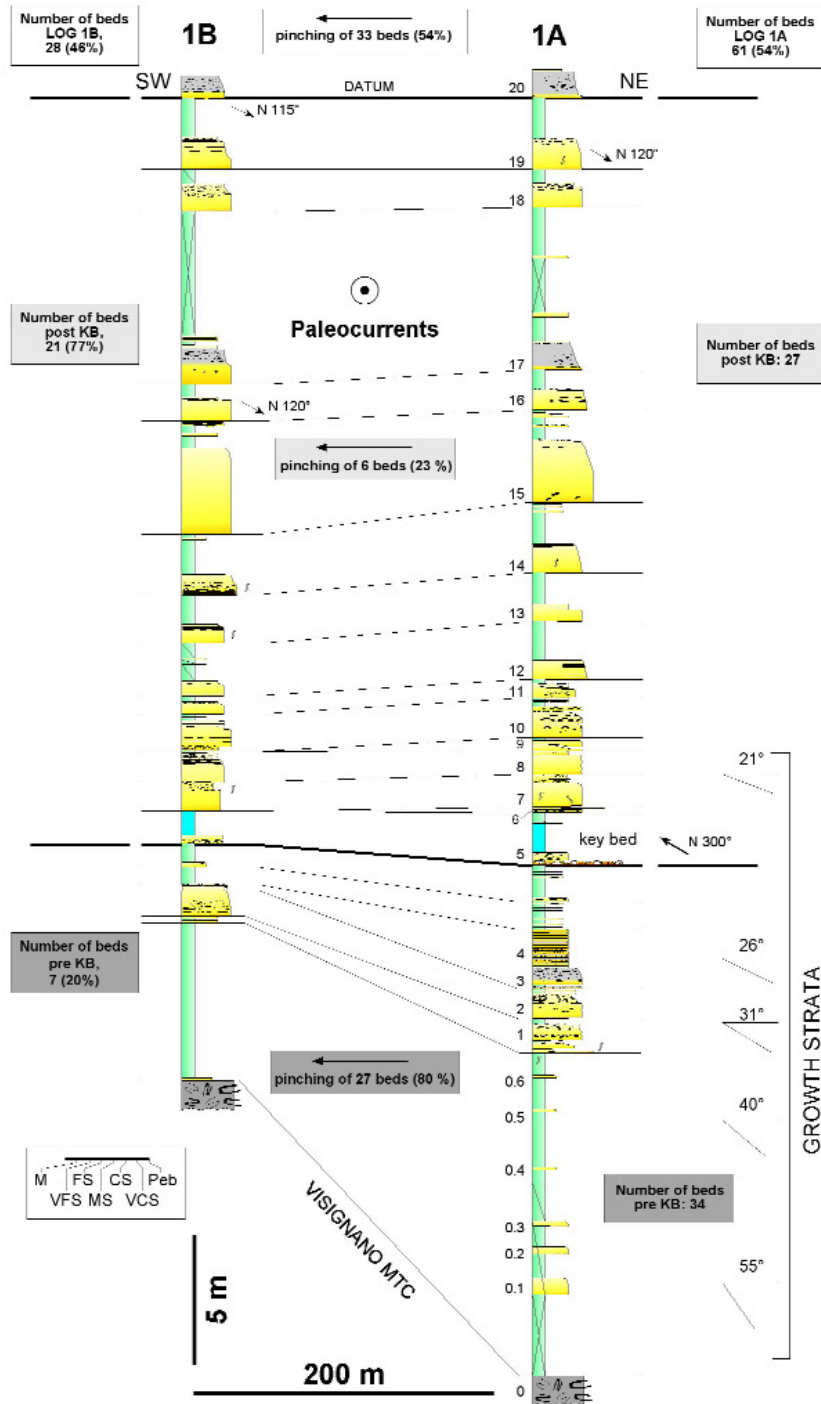 Number of beds
LOG 1B,
28 (46%)
1B
pinching of 33 beds (54%)
1A
Number of beds
LOG 1A
61 (54%)
SW
DATUM
20
NE
N 115°
N 120°
19
18
Paleocurrents
Number of beds
post KB,
21 (77%)
Number of beds
post KB: 27
17
N 120°
16
pinching of 6 beds (23 %)
15
14
13
12
11
10
9
8
21°
7
6
key bed
N 300°
5
Number of beds
pre KB,
7 (20%)
4
26°
3
2
31°
1
GROWTH STRATA
pinching of 27 beds (80 %)
0.6
0.5
40°
0.4
M FS CS Peb
VFS MS VCS
Number of beds
pre KB: 34
0.3
0.2
0.1
55°
VISIGNANO MTC
5 m
200 m
0